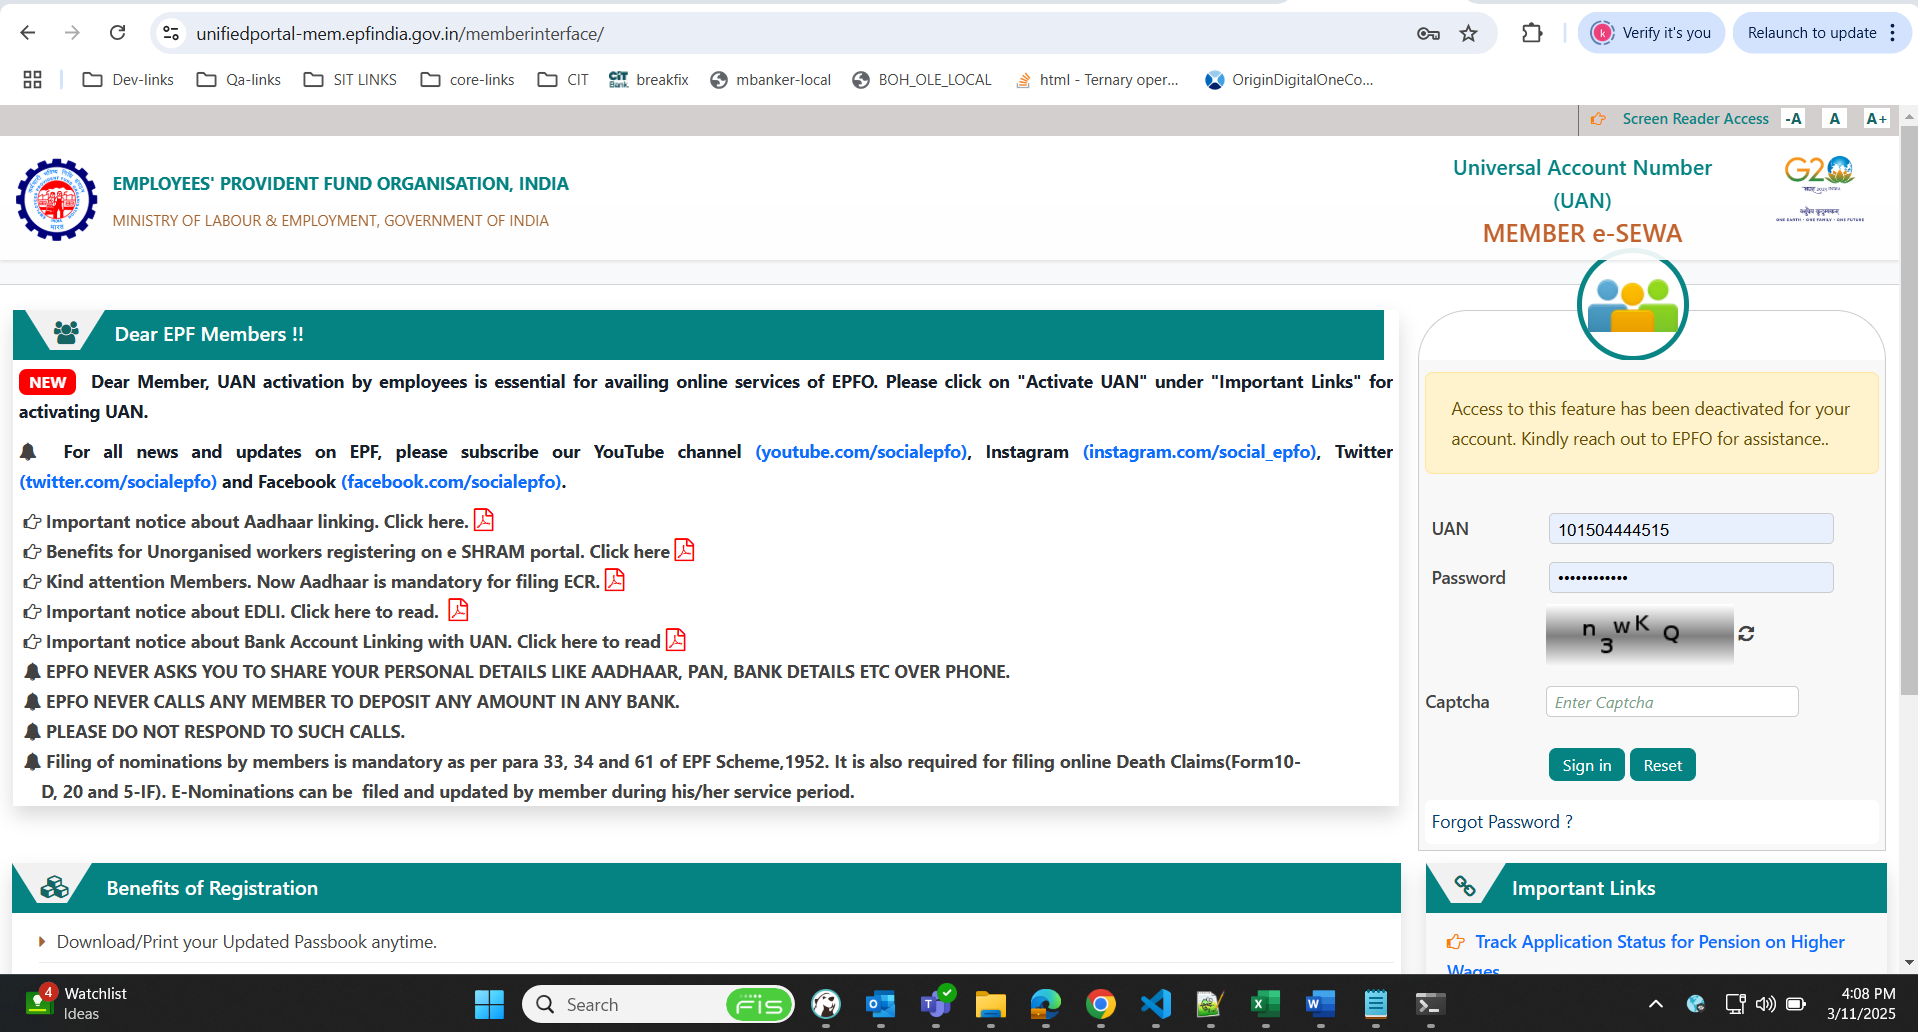 unifiedportal-mem.epfindia.gov.in/memberinterface/
Verify it's you
Relaunch to update
Dev-links
Qa-links
SIT LINKS
core-links
CIT
CIT Bank
breakfix
mbanker-local
BOH_OLE_LOCAL
html - Ternary oper...
OriginDigitalOneCo...
Screen Reader Access
-A
A
A+
EMPLOYEES' PROVIDENT FUND ORGANISATION, INDIA
MINISTRY OF LABOUR & EMPLOYMENT, GOVERNMENT OF INDIA
Universal Account Number
(UAN)
MEMBER e-SEWA
G20
ONE EARTH • ONE FAMILY • ONE FUTURE
Dear EPF Members !!
NEW Dear Member, UAN activation by employees is essential for availing online services of EPFO. Please click on "Activate UAN" under "Important Links" for
activating UAN.
For all news and updates on EPF, please subscribe our YouTube channel (youtube.com/socialepfo), Instagram (instagram.com/social_epfo), Twitter
(twitter.com/socialepfo) and Facebook (facebook.com/socialepfo).
Important notice about Aadhaar linking. Click here.
Benefits for Unorganised workers registering on e SHRAM portal. Click here
Kind attention Members. Now Aadhaar is mandatory for filing ECR.
Important notice about EDLI. Click here to read.
Important notice about Bank Account Linking with UAN. Click here to read
EPFO NEVER ASKS YOU TO SHARE YOUR PERSONAL DETAILS LIKE AADHAAR, PAN, BANK DETAILS ETC OVER PHONE.
EPFO NEVER CALLS ANY MEMBER TO DEPOSIT ANY AMOUNT IN ANY BANK.
PLEASE DO NOT RESPOND TO SUCH CALLS.
Filing of nominations by members is mandatory as per para 33, 34 and 61 of EPF Scheme,1952. It is also required for filing online Death Claims(Form10-
D, 20 and 5-IF). E-Nominations can be filed and updated by member during his/her service period.
Access to this feature has been deactivated for your
account. Kindly reach out to EPFO for assistance..
UAN
101504444515
Password
n3wKQ
Captcha
Enter Captcha
Sign in
Reset
Forgot Password ?
Benefits of Registration
Download/Print your Updated Passbook anytime.
Important Links
Track Application Status for Pension on Higher
Wages
4
Watchlist
Ideas
Search
FIS
4:08 PM
3/11/2025